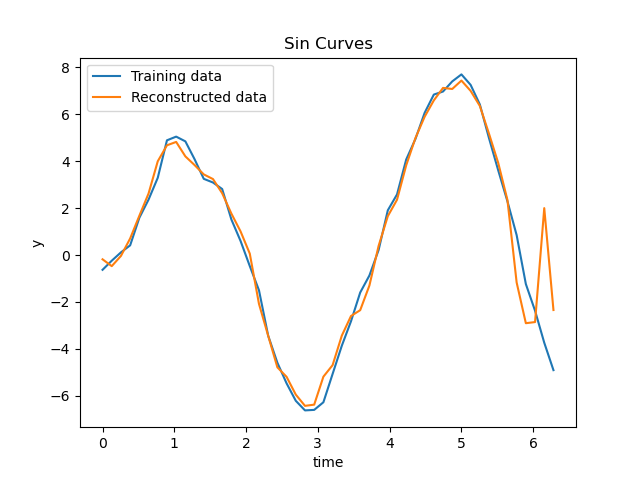 Sin Curves
Training data
Reconstructed data
y
8
6
4
2
0
−2
−4
−6
0 1 2 3 4 5 6
time